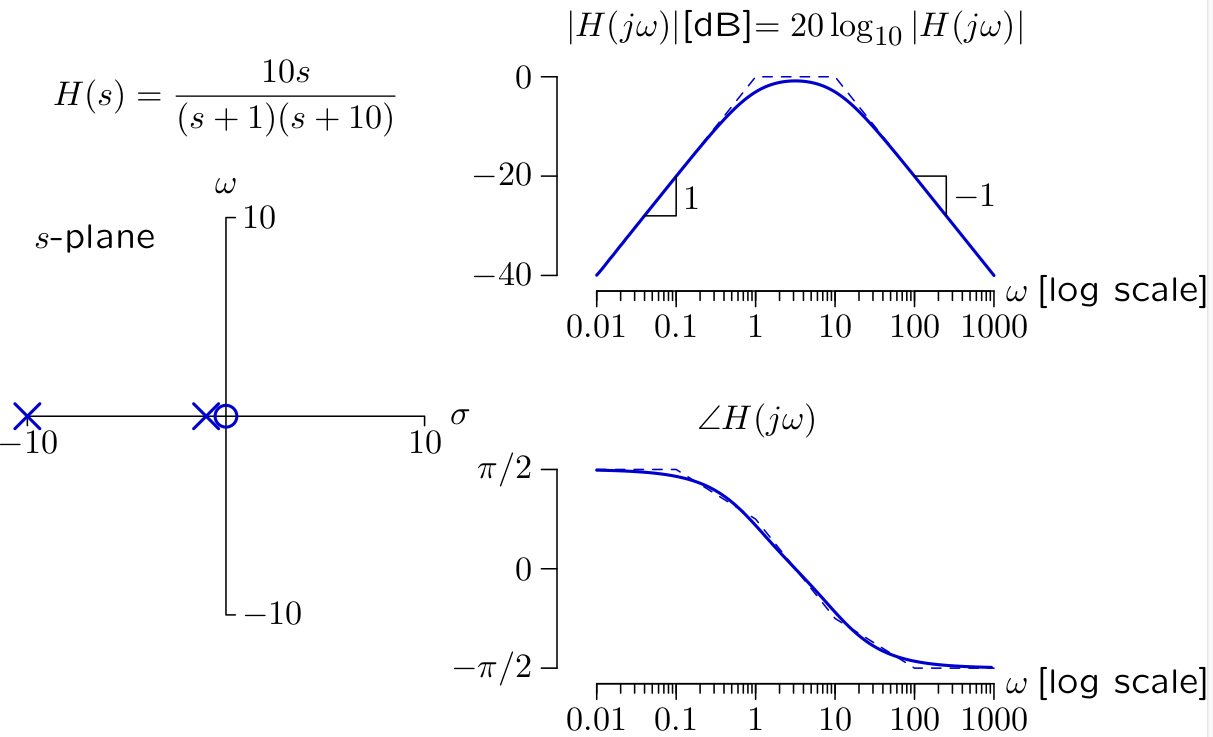 H(s) = 10s / (s + 1)(s + 10)
s-plane
ω
10
−10
10
σ
−10
|H(jω)|[dB]= 20 log₁₀ |H(jω)|
0
−20
−40
1
−1
ω [log scale]
0.01 0.1 1 10 100 1000
∠H(jω)
π/2
0
−π/2
ω [log scale]
0.01 0.1 1 10 100 1000